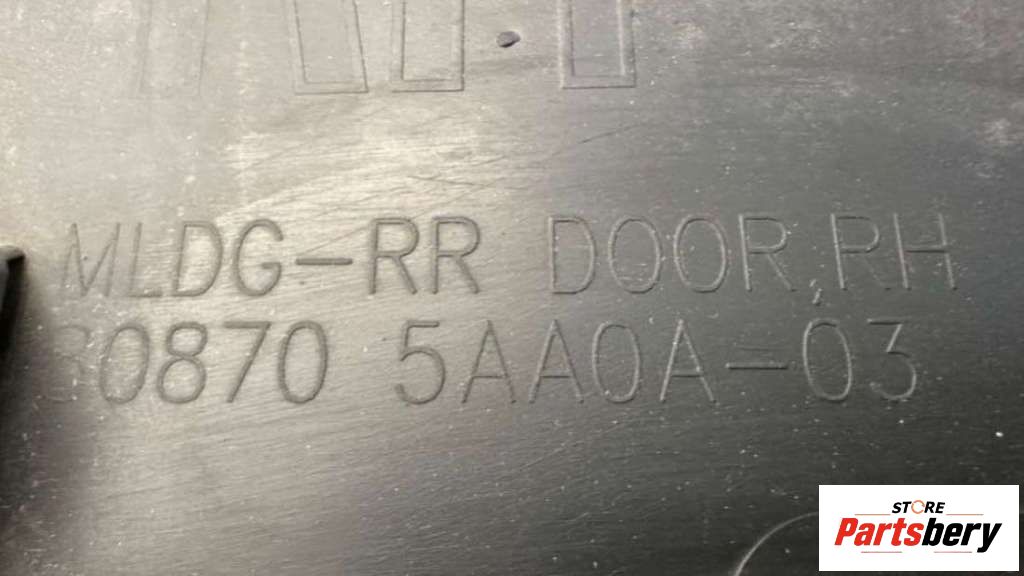 MLDG-RR DOOR,RH
80870 5AA0A-03
STORE
Partsbery